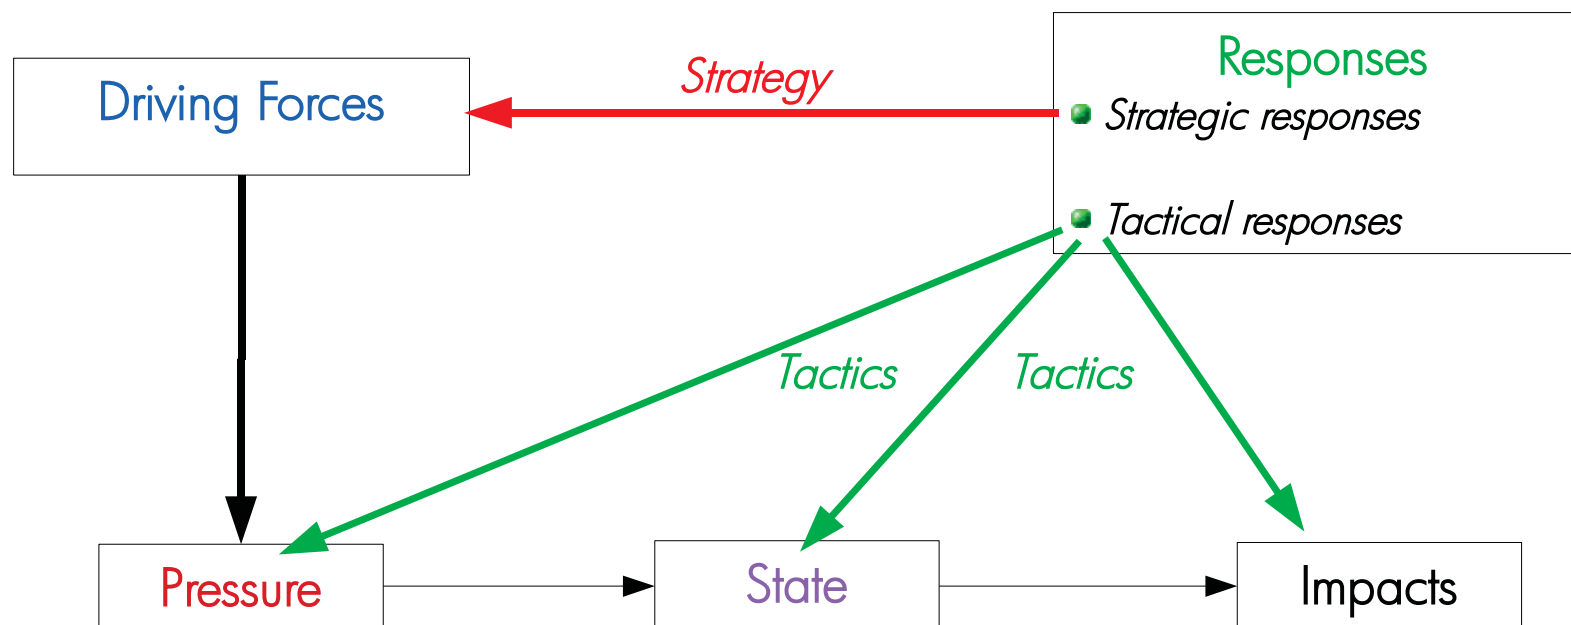 Responses
Strategy
Driving Forces
Strategic responses
Tactical responses
Tactics
Tactics
Pressure
State
Impacts